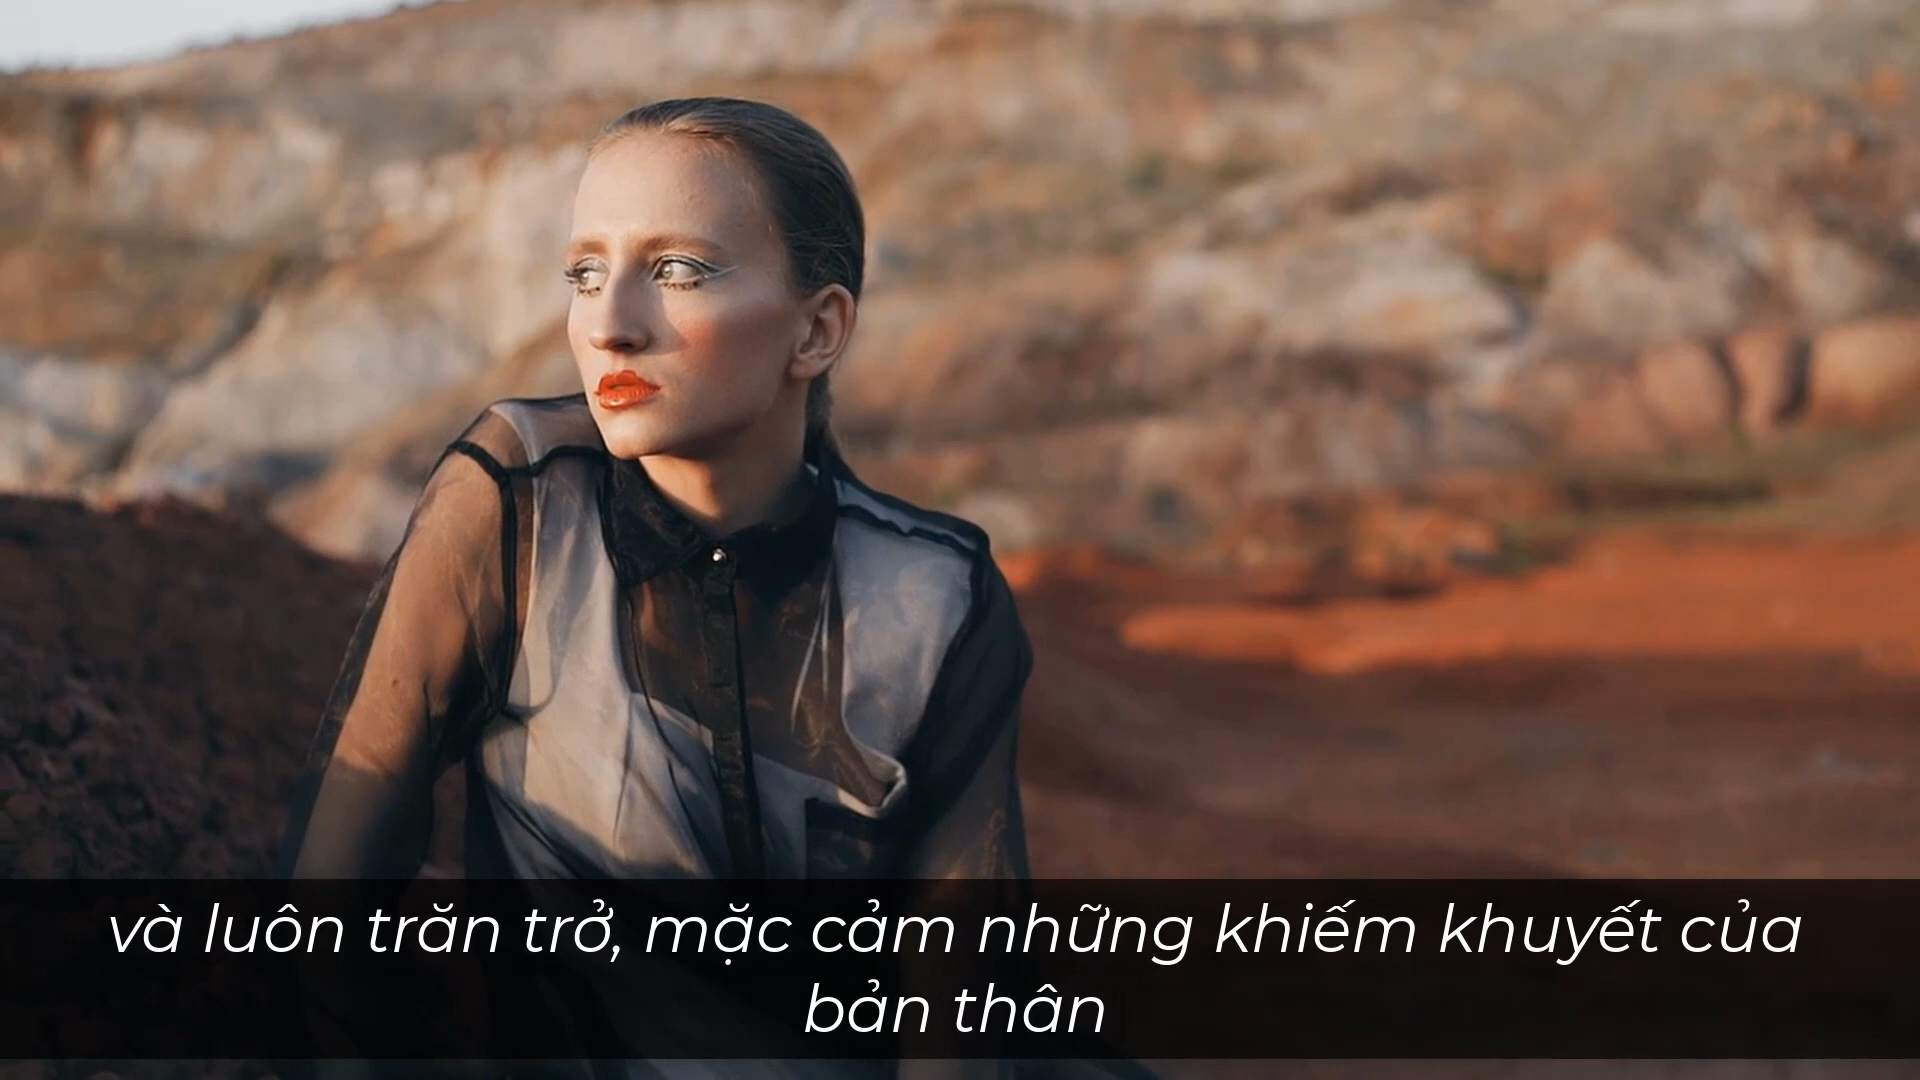 và luôn trăn trở, mặc cảm những khiếm khuyết của
bản thân